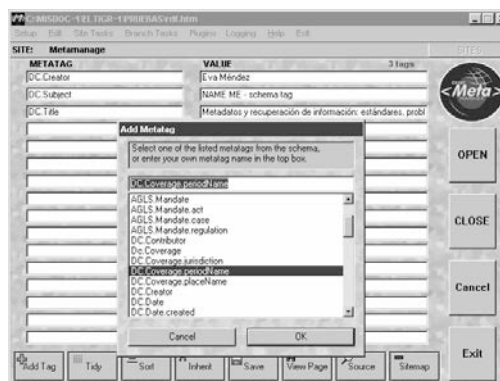 C:\MISDOC~1\ELTIGR~1\PRUEBAS\rdf.htm
Setup Edit Site Tasks Branch Tasks Plugins Logging Help Exit
SITE: Metamanage SITES
METATAG VALUE 3 tags
DC.Creator Eva Méndez
DC.Subject NAME ME - schema tag
DC.Title Metadatos y recuperación de información: estándares, probl
<Meta>
Add Metatag
Select one of the listed metatags from the schema,
or enter your own metatag name in the top box.
DC.Coverage.periodName
AGLS.Mandate
AGLS.Mandate.act
AGLS.Mandate.case
AGLS.Mandate.regulation
DC.Contributor
Dc.Coverage
DC.Coverage.jurisdiction
DC.Coverage.periodName
DC.Coverage.placeName
DC.Creator
DC.Date
DC.Date.created
Cancel OK
OPEN
CLOSE
Cancel
Exit
Add Tag Tidy Sort Inherit Save View Page Source Sitemap